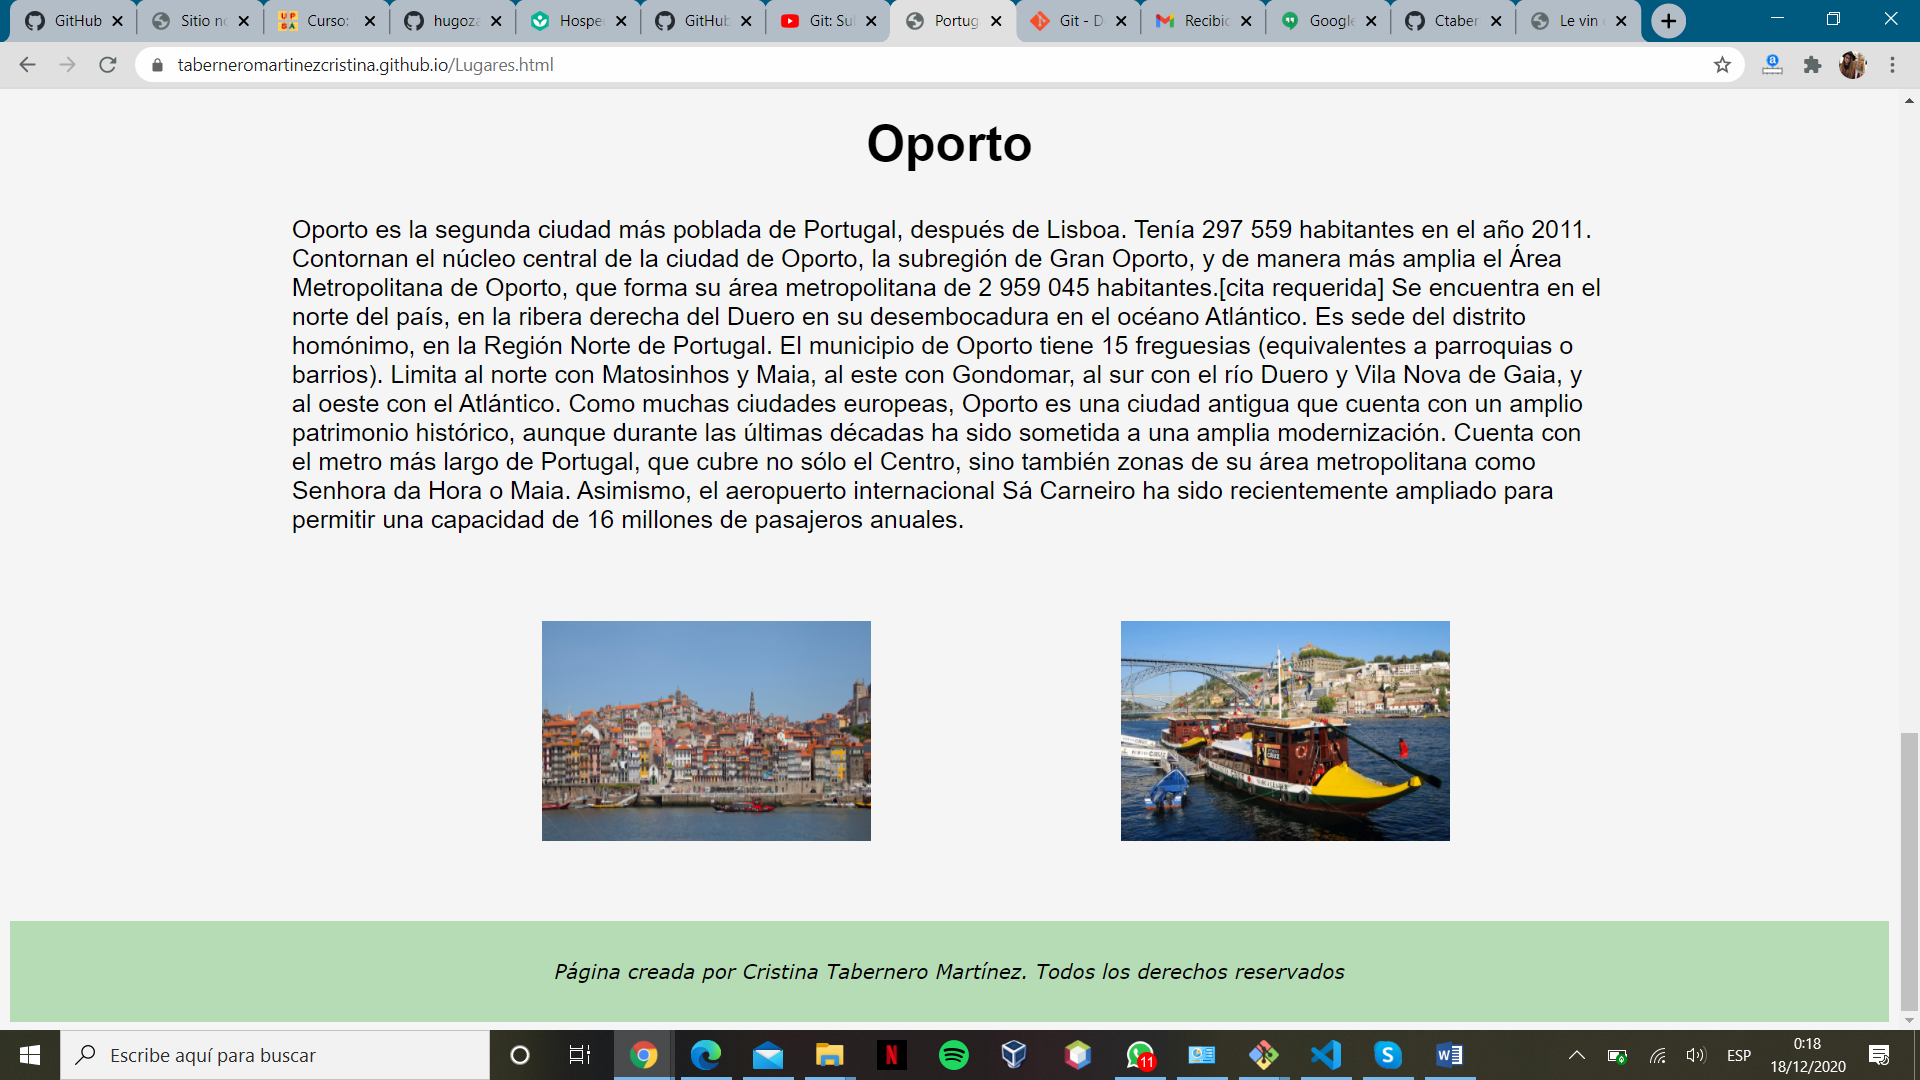 GitHub
Sitio no
Curso:
hugoza
Hosped
GitHub
Git: Sul
Portug
Git - D
Recibid
Google
Ctaber
Le vin
taberneromartinezcristina.github.io/Lugares.html
Oporto
Oporto es la segunda ciudad más poblada de Portugal, después de Lisboa. Tenía 297 559 habitantes en el año 2011.
Contornan el núcleo central de la ciudad de Oporto, la subregión de Gran Oporto, y de manera más amplia el Área
Metropolitana de Oporto, que forma su área metropolitana de 2 959 045 habitantes.[cita requerida] Se encuentra en el
norte del país, en la ribera derecha del Duero en su desembocadura en el océano Atlántico. Es sede del distrito
homónimo, en la Región Norte de Portugal. El municipio de Oporto tiene 15 freguesias (equivalentes a parroquias o
barrios). Limita al norte con Matosinhos y Maia, al este con Gondomar, al sur con el río Duero y Vila Nova de Gaia, y
al oeste con el Atlántico. Como muchas ciudades europeas, Oporto es una ciudad antigua que cuenta con un amplio
patrimonio histórico, aunque durante las últimas décadas ha sido sometida a una amplia modernización. Cuenta con
el metro más largo de Portugal, que cubre no sólo el Centro, sino también zonas de su área metropolitana como
Senhora da Hora o Maia. Asimismo, el aeropuerto internacional Sá Carneiro ha sido recientemente ampliado para
permitir una capacidad de 16 millones de pasajeros anuales.
Página creada por Cristina Tabernero Martínez. Todos los derechos reservados
Escribe aquí para buscar
11
ESP
0:18
18/12/2020